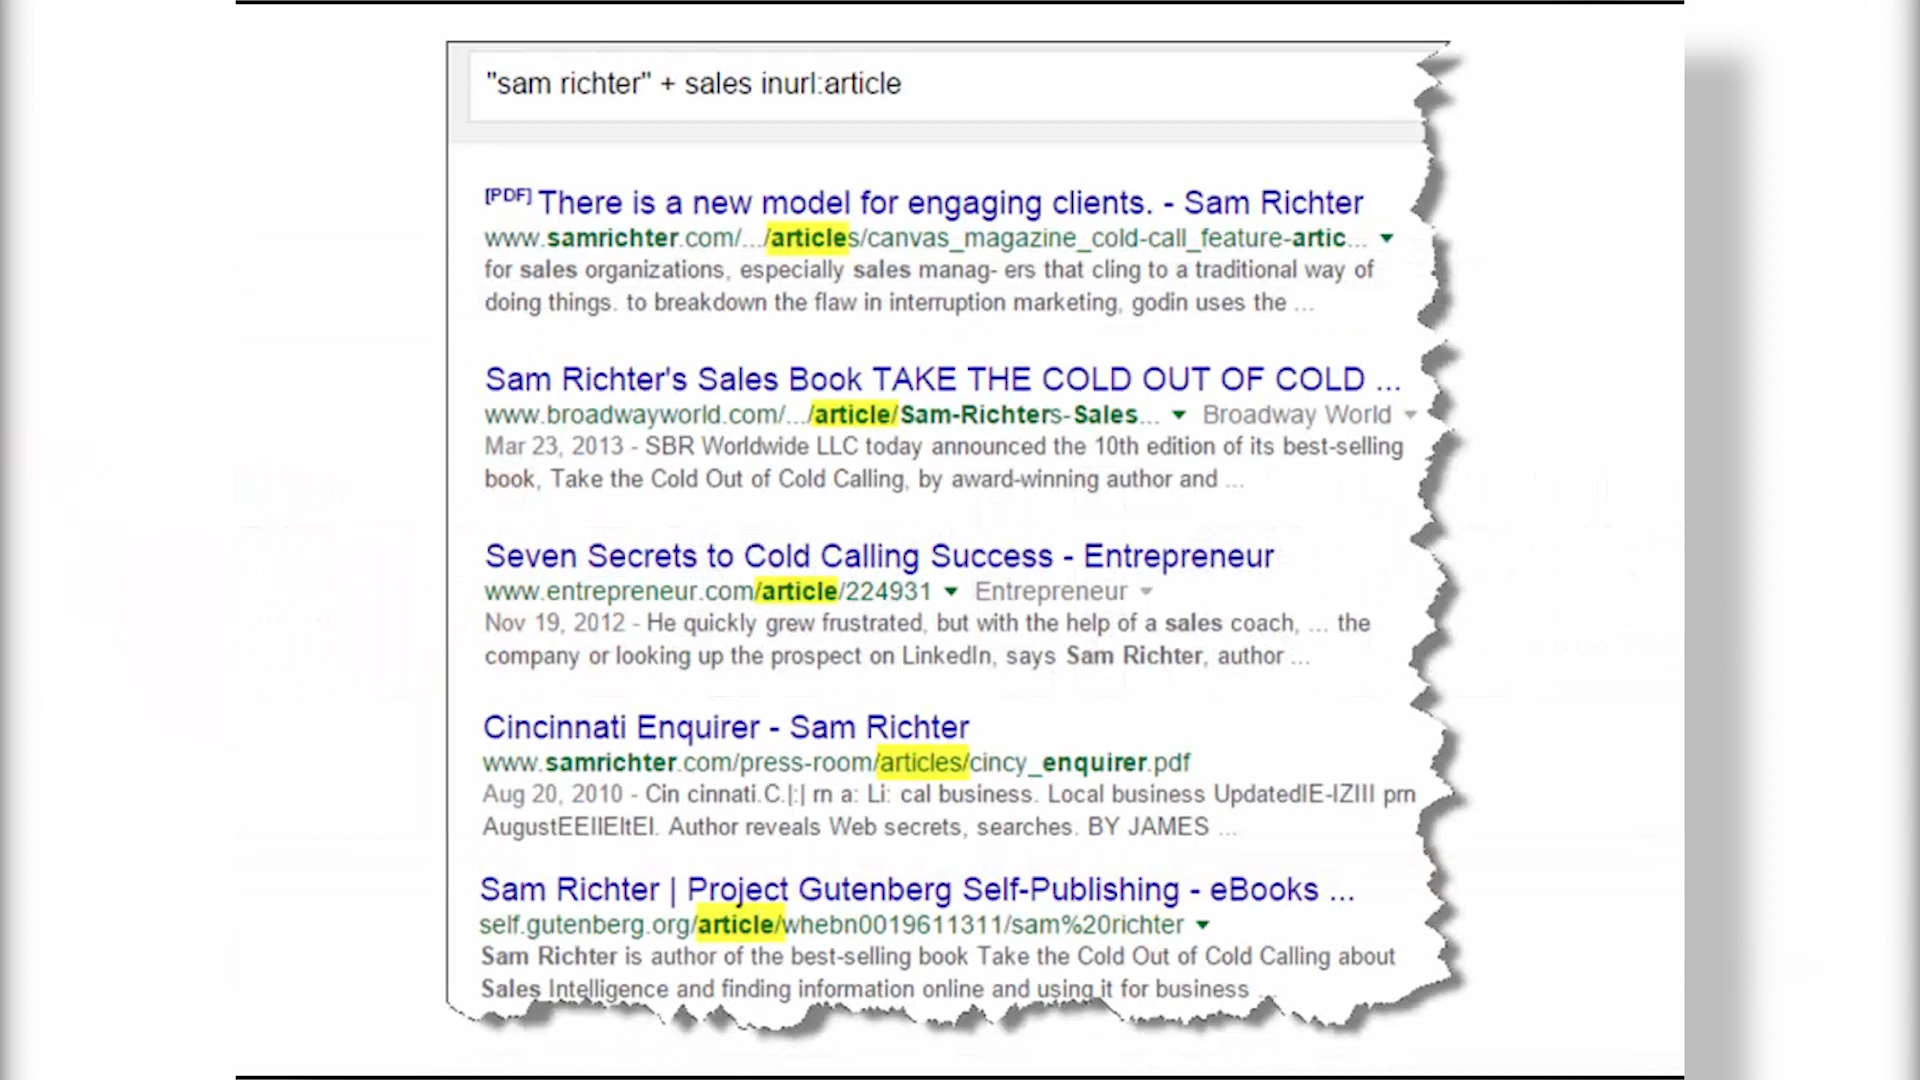 "sam richter" + sales inurl:article
[PDF] There is a new model for engaging clients. - Sam Richter
www.samrichter.com/.../articles/canvas_magazine_cold-call_feature-artic...
for sales organizations, especially sales manag- ers that cling to a traditional way of
doing things. to breakdown the flaw in interruption marketing, godin uses the ...
Sam Richter's Sales Book TAKE THE COLD OUT OF COLD ...
www.broadwayworld.com/.../article/Sam-Richters-Sales... Broadway World
Mar 23, 2013 - SBR Worldwide LLC today announced the 10th edition of its best-selling
book, Take the Cold Out of Cold Calling, by award-winning author and ...
Seven Secrets to Cold Calling Success - Entrepreneur
www.entrepreneur.com/article/224931 Entrepreneur
Nov 19, 2012 - He quickly grew frustrated, but with the help of a sales coach, ... the
company or looking up the prospect on LinkedIn, says Sam Richter, author ...
Cincinnati Enquirer - Sam Richter
www.samrichter.com/press-room/articles/cincy_enquirer.pdf
Aug 20, 2010 - Cin cinnati.C.|:| rn a: Li: cal business. Local business UpdatedIE-IZIII prn
AugustEEIIEItEI. Author reveals Web secrets, searches. BY JAMES ...
Sam Richter | Project Gutenberg Self-Publishing - eBooks ...
self.gutenberg.org/article/whebn0019611311/sam%20richter
Sam Richter is author of the best-selling book Take the Cold Out of Cold Calling about
Sales Intelligence and finding information online and using it for business